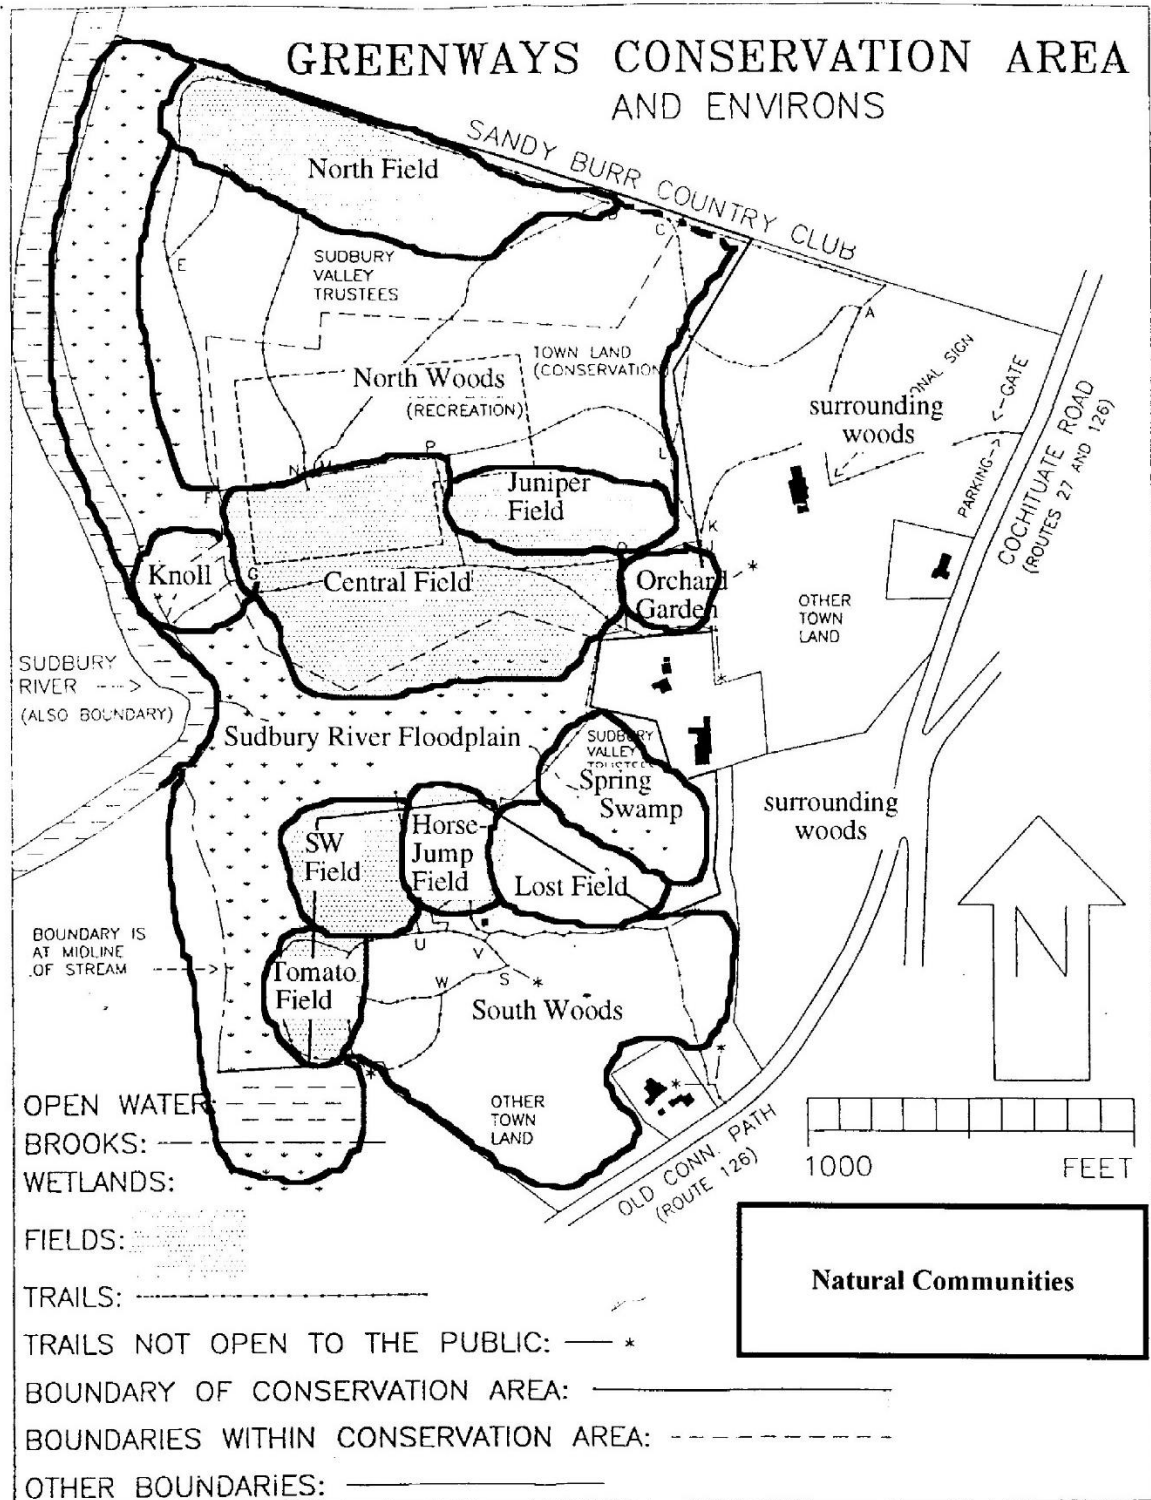 GREENWAYS CONSERVATION AREA
AND ENVIRONS
SANDY BURR COUNTRY CLUB
North Field
C
E
SUDBURY
VALLEY
TRUSTEES
A
TOWN LAND
(CONSERVATION)
North Woods
(RECREATION)
ONAL SIGN
<-GATE
PARKING->
surrounding
woods
COCHITUATE ROAD
(ROUTES 27 AND 126)
P
L
N
M
F
Juniper
Field
K
Knoll
G
Central Field
Orchard
Garden
*
OTHER
TOWN
LAND
SUDBURY
RIVER --->
(ALSO BOUNDARY)
*
Sudbury River Floodplain
SUDBURY
VALLEY
TRUSTEES
Spring
Swamp
surrounding
woods
SW
Field
Horse-
Jump
Field
Lost Field
BOUNDARY IS
AT MIDLINE
OF STREAM
U
V
W
S
*
Tomato
Field
South Woods
N
*
*
*
OTHER
TOWN
LAND
OLD CONN. PATH
(ROUTE 126)
1000 FEET
OPEN WATER:
BROOKS:
WETLANDS:
FIELDS:
TRAILS:
TRAILS NOT OPEN TO THE PUBLIC: *
BOUNDARY OF CONSERVATION AREA:
BOUNDARIES WITHIN CONSERVATION AREA:
OTHER BOUNDARIES:
Natural Communities